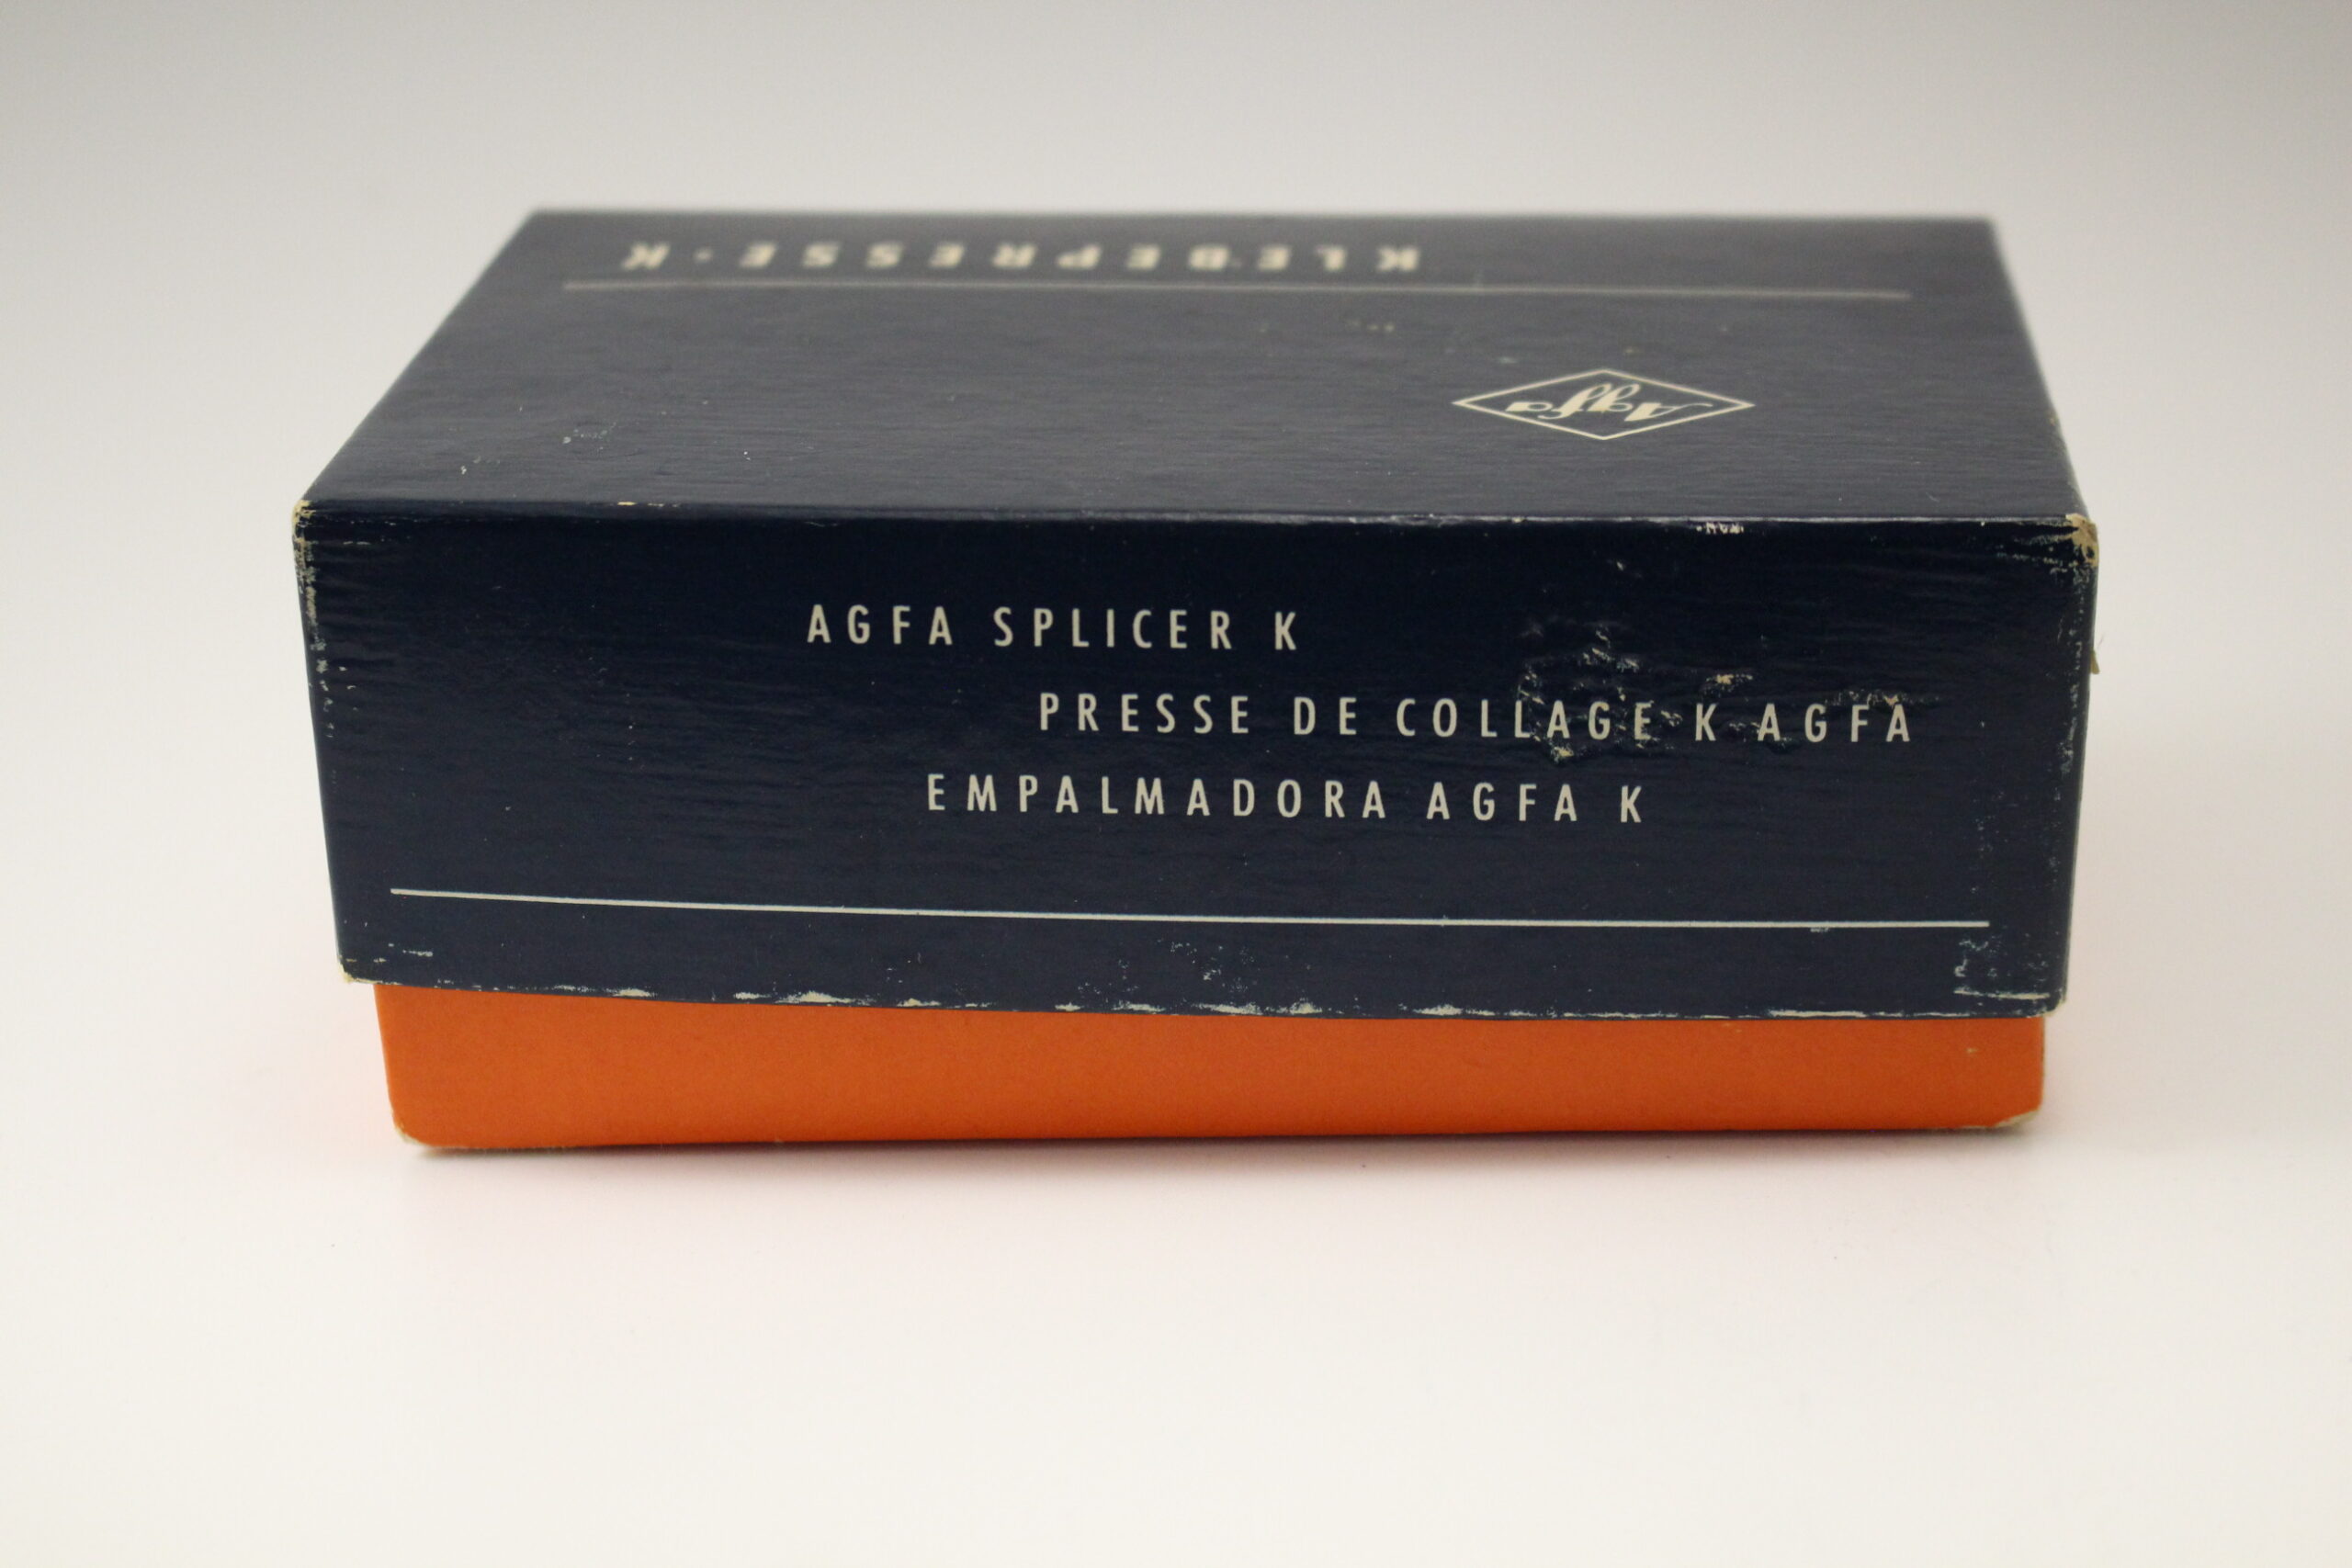 KLEBEPRESSE·K
Agfa
AGFA SPLICER K
PRESSE DE COLLAGE K AGFA
EMPALMADORA AGFA K